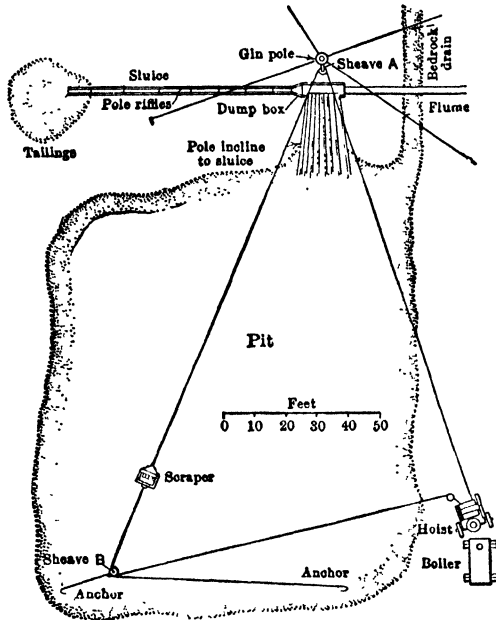 Gin pole
Sheave A
Bedrock
drain
Sluice
Pole riffles
Dump box
Flume
Tailings
Pole incline
to sluice
Pit
Feet
0 10 20 30 40 50
Scraper
Hoist
Sheave B
Anchor
Anchor
Boiler